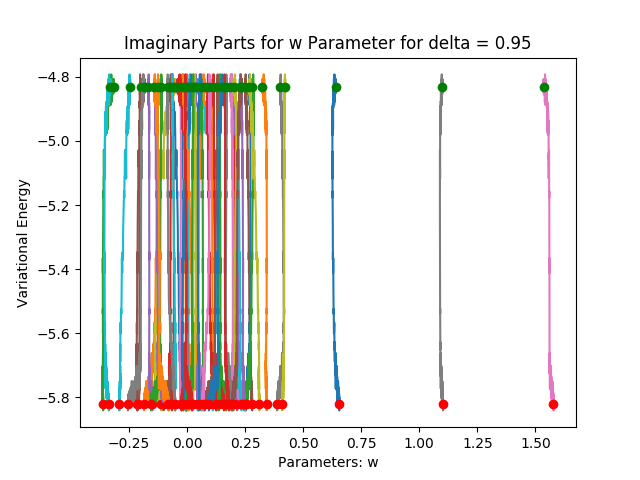 Imaginary Parts for w Parameter for delta = 0.95
−4.8
−5.0
−5.2
−5.4
−5.6
−5.8
Variational Energy
−0.25 0.00 0.25 0.50 0.75 1.00 1.25 1.50
Parameters: w